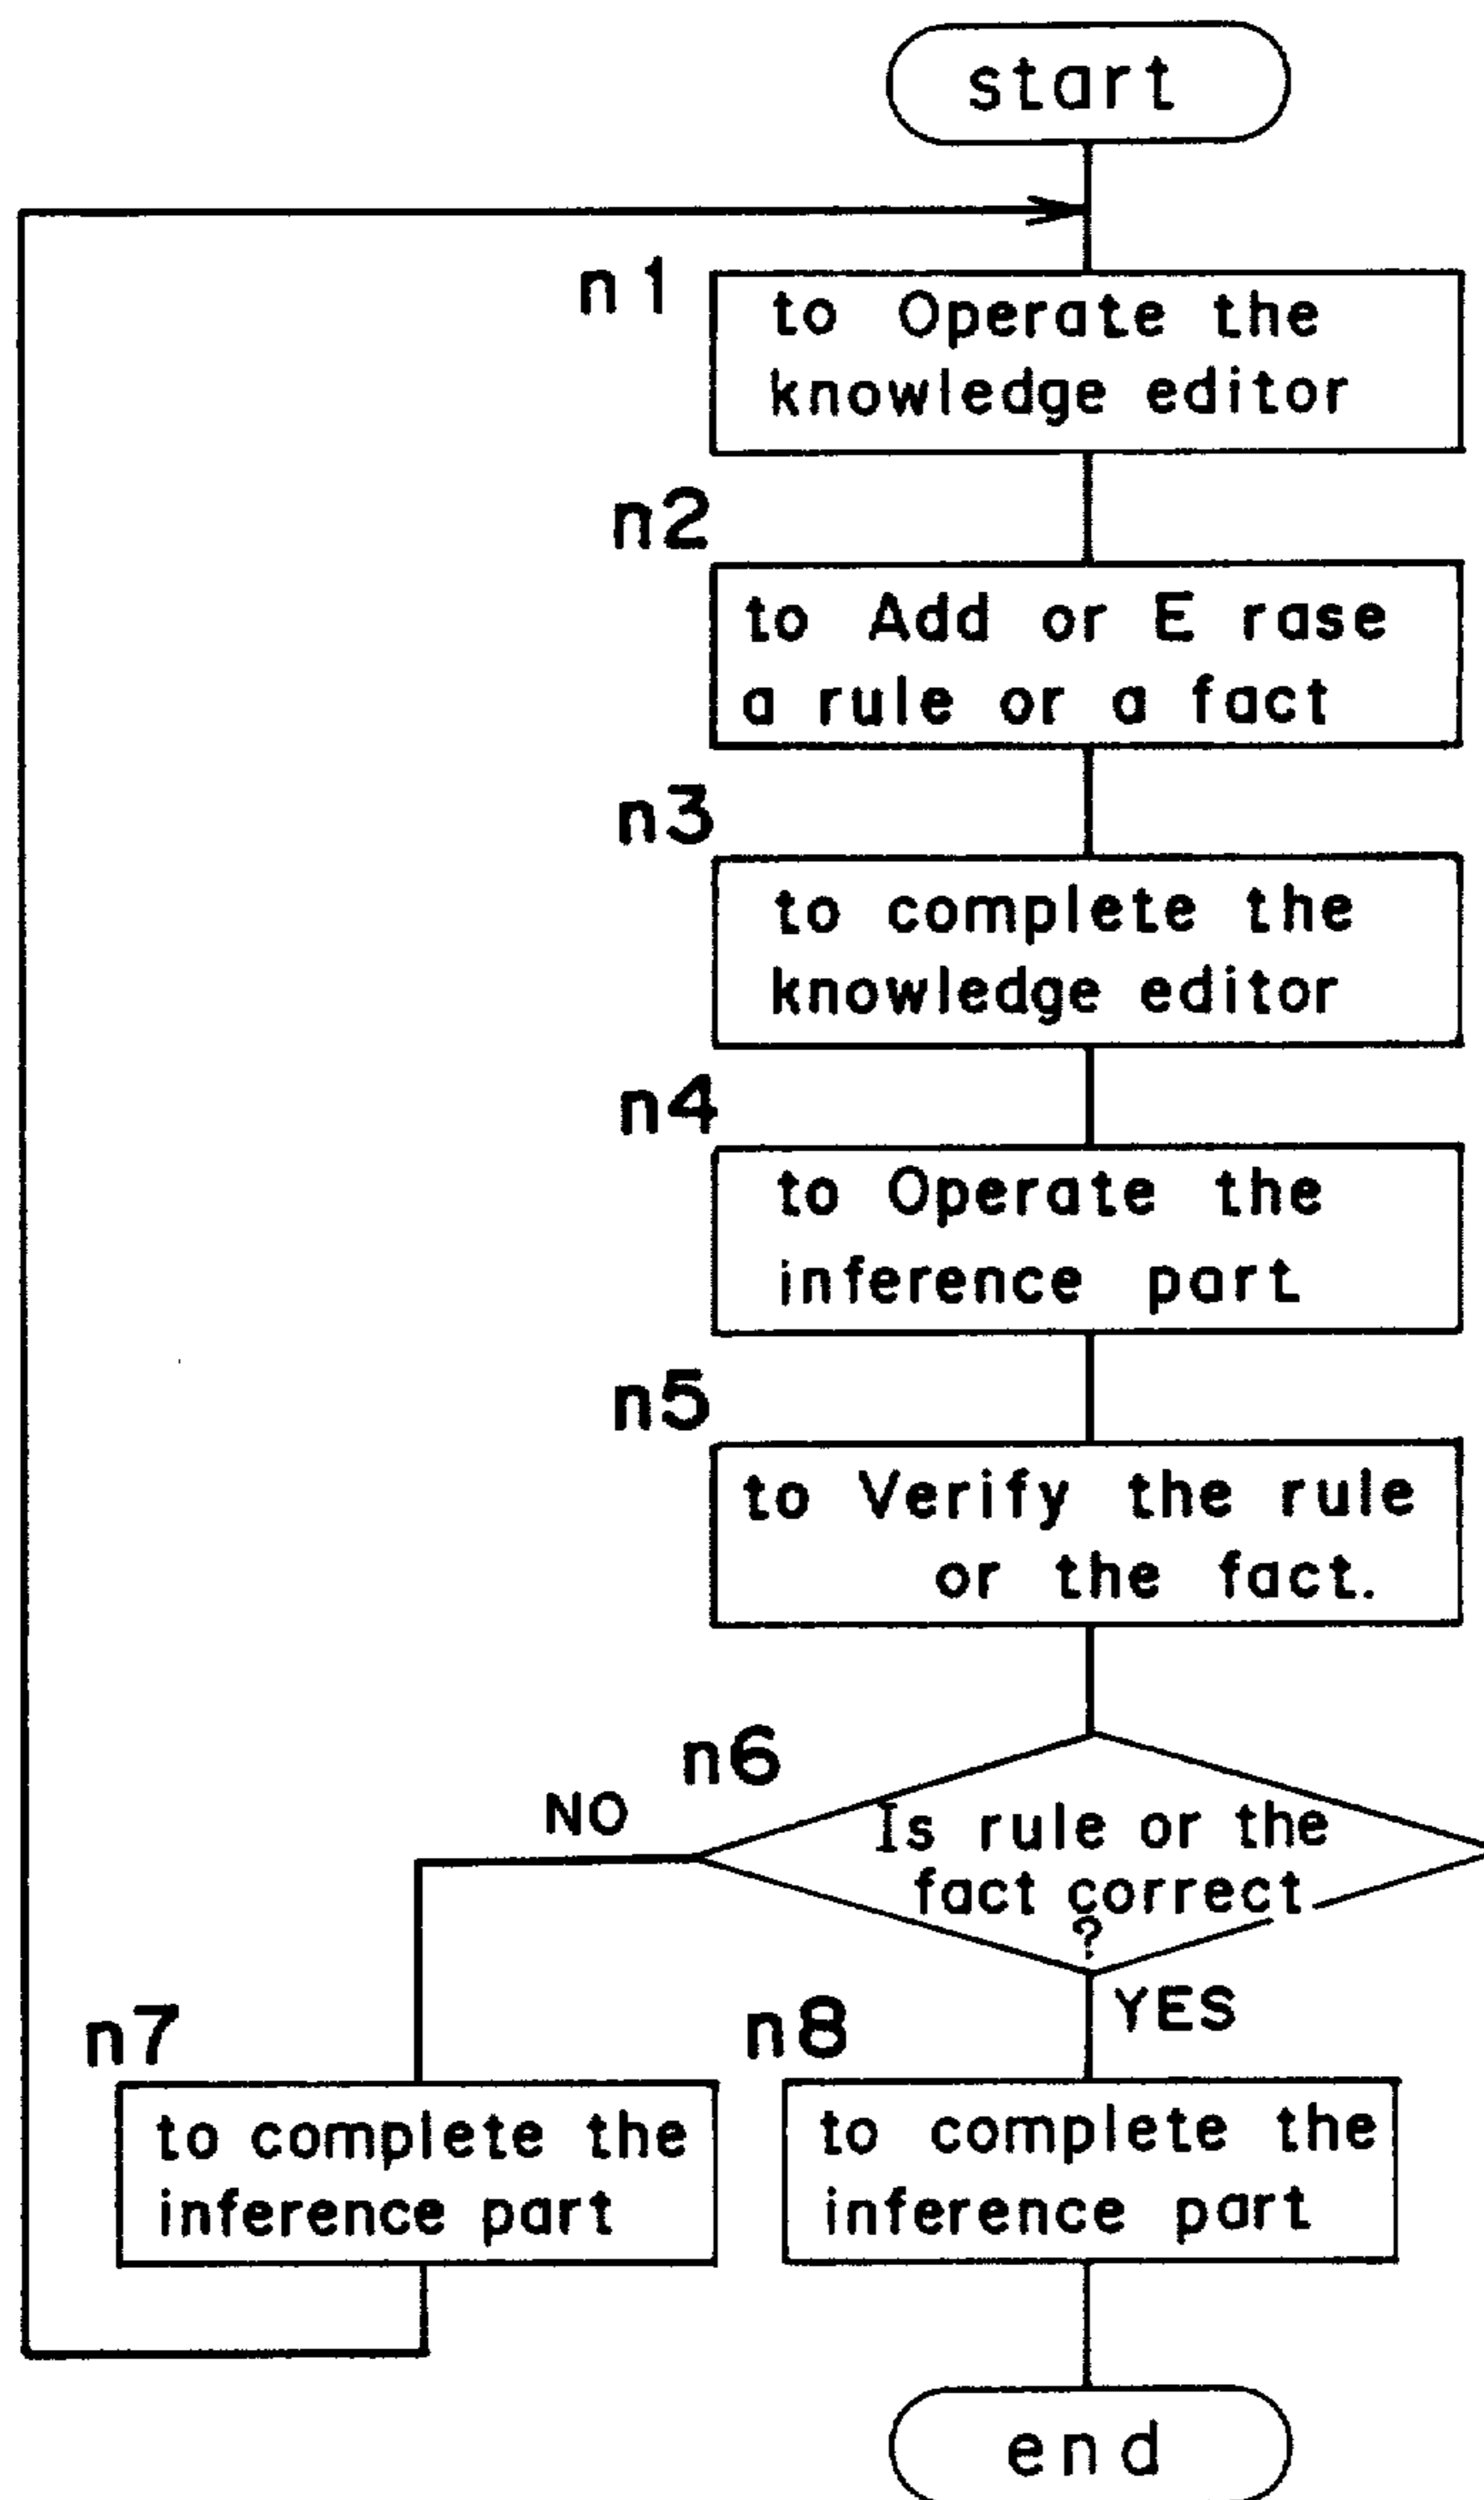 start
n1
to Operate the
knowledge editor
n2
to Add or E rase
a rule or a fact
n3
to complete the
knowledge editor
n4
to Operate the
inference part
n5
to Verify the rule
or the fact.
n6
NO
Is rule or the
fact correct
?
YES
n7
to complete the
inference part
n8
to complete the
inference part
end